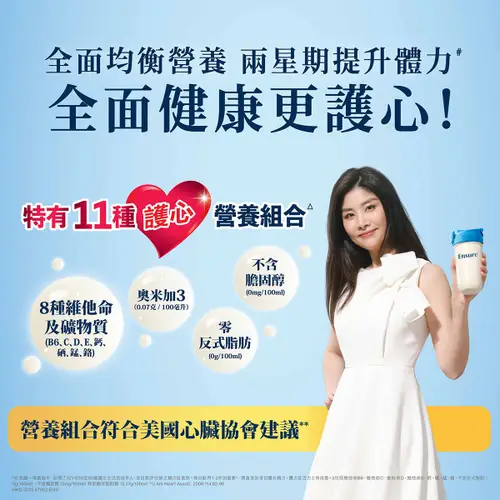 全面均衡營養 兩星期提升體力#
全面健康更護心!
特有11種護心營養組合△
8種維他命
及礦物質
(B6、C、D、E、鈣、
硒、錳、鉻)
奧米加3
(0.07克/100毫升)
不含
膽固醇
(0mg/100ml)
零
反式脂肪
(0g/100ml)
Ensure
營養組合符合美國心臟協會建議**